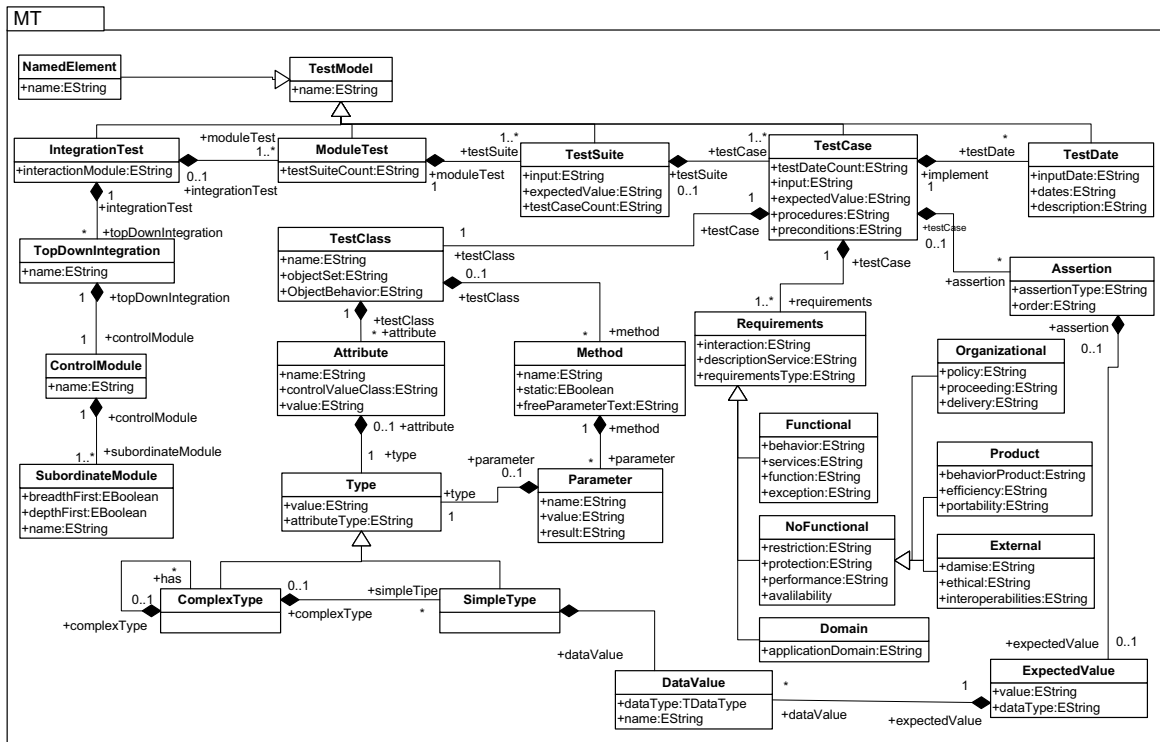 MT
NamedElement
+name:EString
TestModel
+name:EString
IntegrationTest
+interactionModule:EString
+moduleTest
1..*
0..1
+integrationTest
ModuleTest
+testSuiteCount:EString
1..*
+testSuite
+moduleTest
1
TestSuite
+input:EString
+expectedValue:EString
+testCaseCount:EString
1..*
+testCase
+testSuite
0..1
TestCase
+testDateCount:EString
+input:EString
+expectedValue:EString
+procedures:EString
+preconditions:EString
*
+testDate
+implement
1
TestDate
+inputDate:EString
+dates:EString
+description:EString
1
+integrationTest
*
+topDownIntegration
TopDownIntegration
+name:EString
1
+topDownIntegration
+controlModule
1
ControlModule
+name:EString
1
+controlModule
+subordinateModule
1..*
SubordinateModule
+breadthFirst:EBoolean
+depthFirst:EBoolean
+name:EString
1
+testCase
1
+testClass
TestClass
+name:EString
+objectSet:EString
+ObjectBehavior:EString
0..1
+testClass
1
+testClass
+attribute
*
Attribute
+name:EString
+controlValueClass:EString
+value:EString
+method
*
Method
+name:EString
+static:EBoolean
+freeParameterText:EString
0..1
+attribute
1
+type
1
+method
*
+parameter
Parameter
+name:EString
+value:EString
+result:EString
+parameter
0..1
+type
1
Type
+value:EString
+attributeType:EString
*
+has
0..1
+complexType
ComplexType
0..1
+complexType
+simpleTipe
*
SimpleType
+dataValue
DataValue
+dataType:TDataType
+name:EString
*
+dataValue
1
+expectedValue
ExpectedValue
+value:EString
+dataType:EString
+expectedValue
0..1
1
+testCase
1..*
+requirements
Requirements
+interaction:EString
+descriptionService:EString
+requirementsType:EString
+testCase
0..1
*
+assertion
Assertion
+assertionType:EString
+order:EString
+assertion
0..1
Functional
+behavior:EString
+services:EString
+function:EString
+exception:EString
NoFunctional
+restriction:EString
+protection:EString
+performance:EString
+avalilability
Domain
+applicationDomain:EString
Organizational
+policy:EString
+proceeding:EString
+delivery:EString
Product
+behaviorProduct:Estring
+efficiency:EString
+portability:EString
External
+damise:EString
+ethical:EString
+interoperabilities:EString